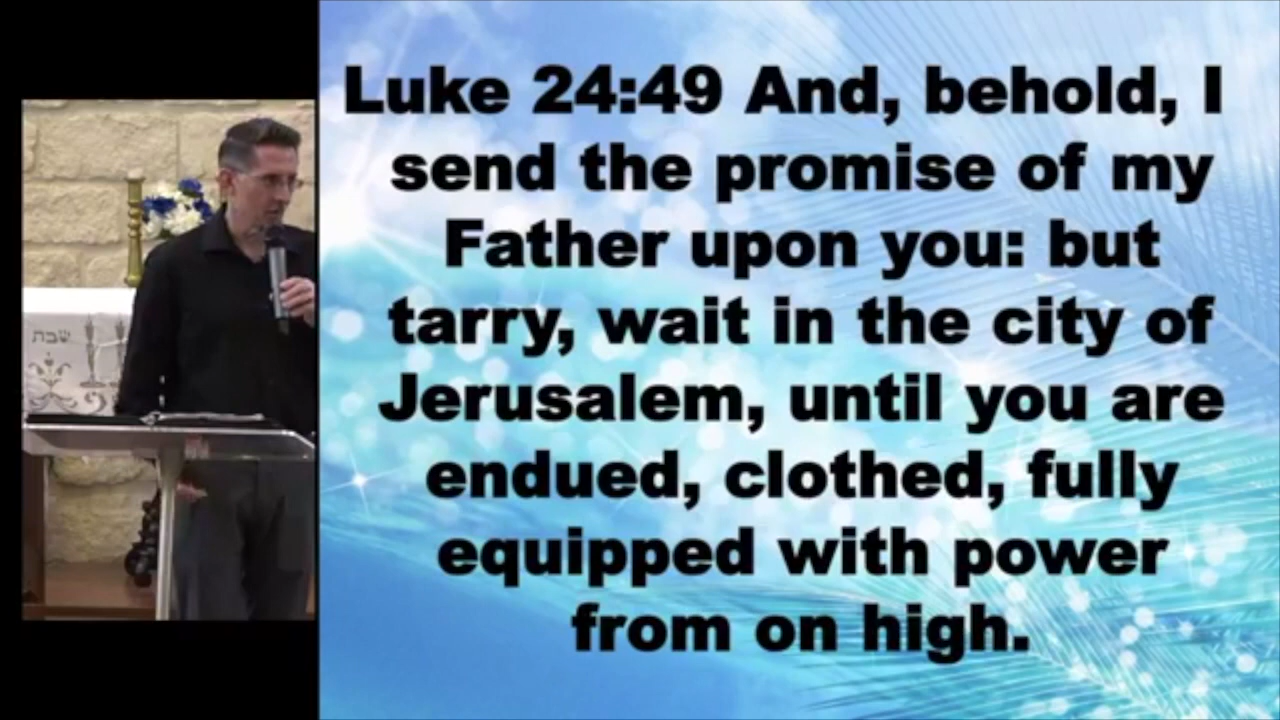 Luke 24:49 And, behold, I
send the promise of my
Father upon you: but
tarry, wait in the city of
Jerusalem, until you are
endued, clothed, fully
equipped with power
from on high.
שבת